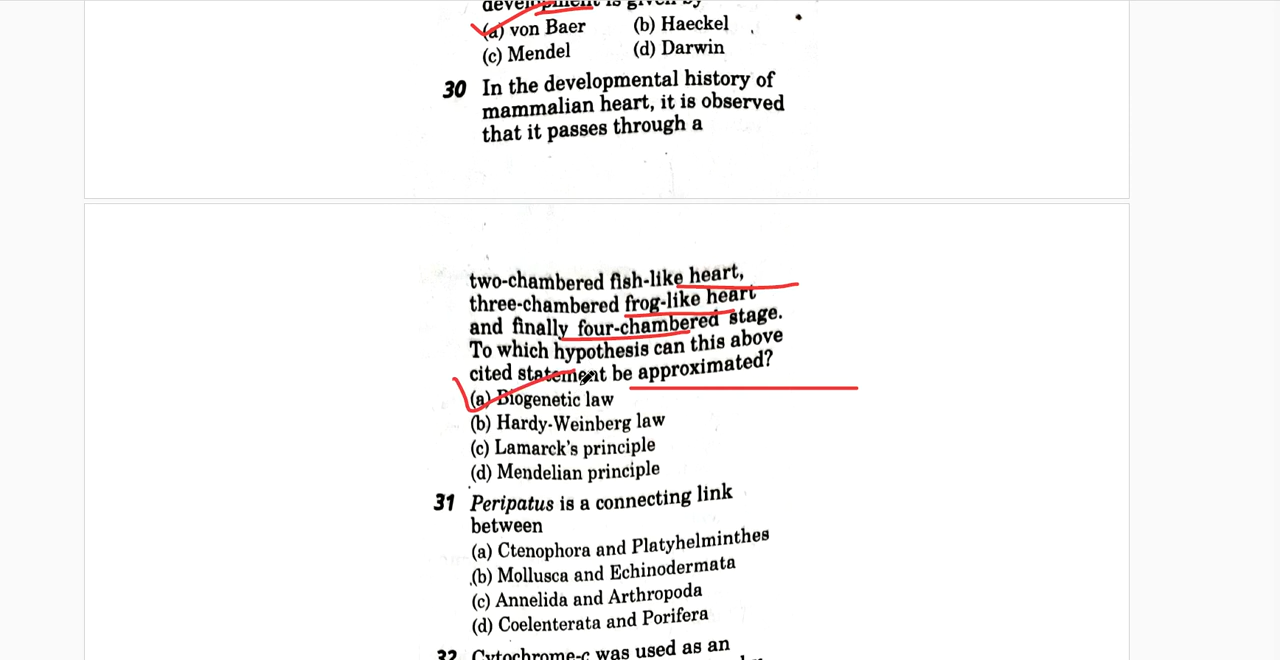 development is given by
(a) von Baer (b) Haeckel
(c) Mendel (d) Darwin
30 In the developmental history of
mammalian heart, it is observed
that it passes through a
two-chambered fish-like heart,
three-chambered frog-like heart
and finally four-chambered stage.
To which hypothesis can this above
cited statement be approximated?
(a) Biogenetic law
(b) Hardy-Weinberg law
(c) Lamarck's principle
(d) Mendelian principle
31 Peripatus is a connecting link
between
(a) Ctenophora and Platyhelminthes
(b) Mollusca and Echinodermata
(c) Annelida and Arthropoda
(d) Coelenterata and Porifera
32 Cytochrome-c was used as an